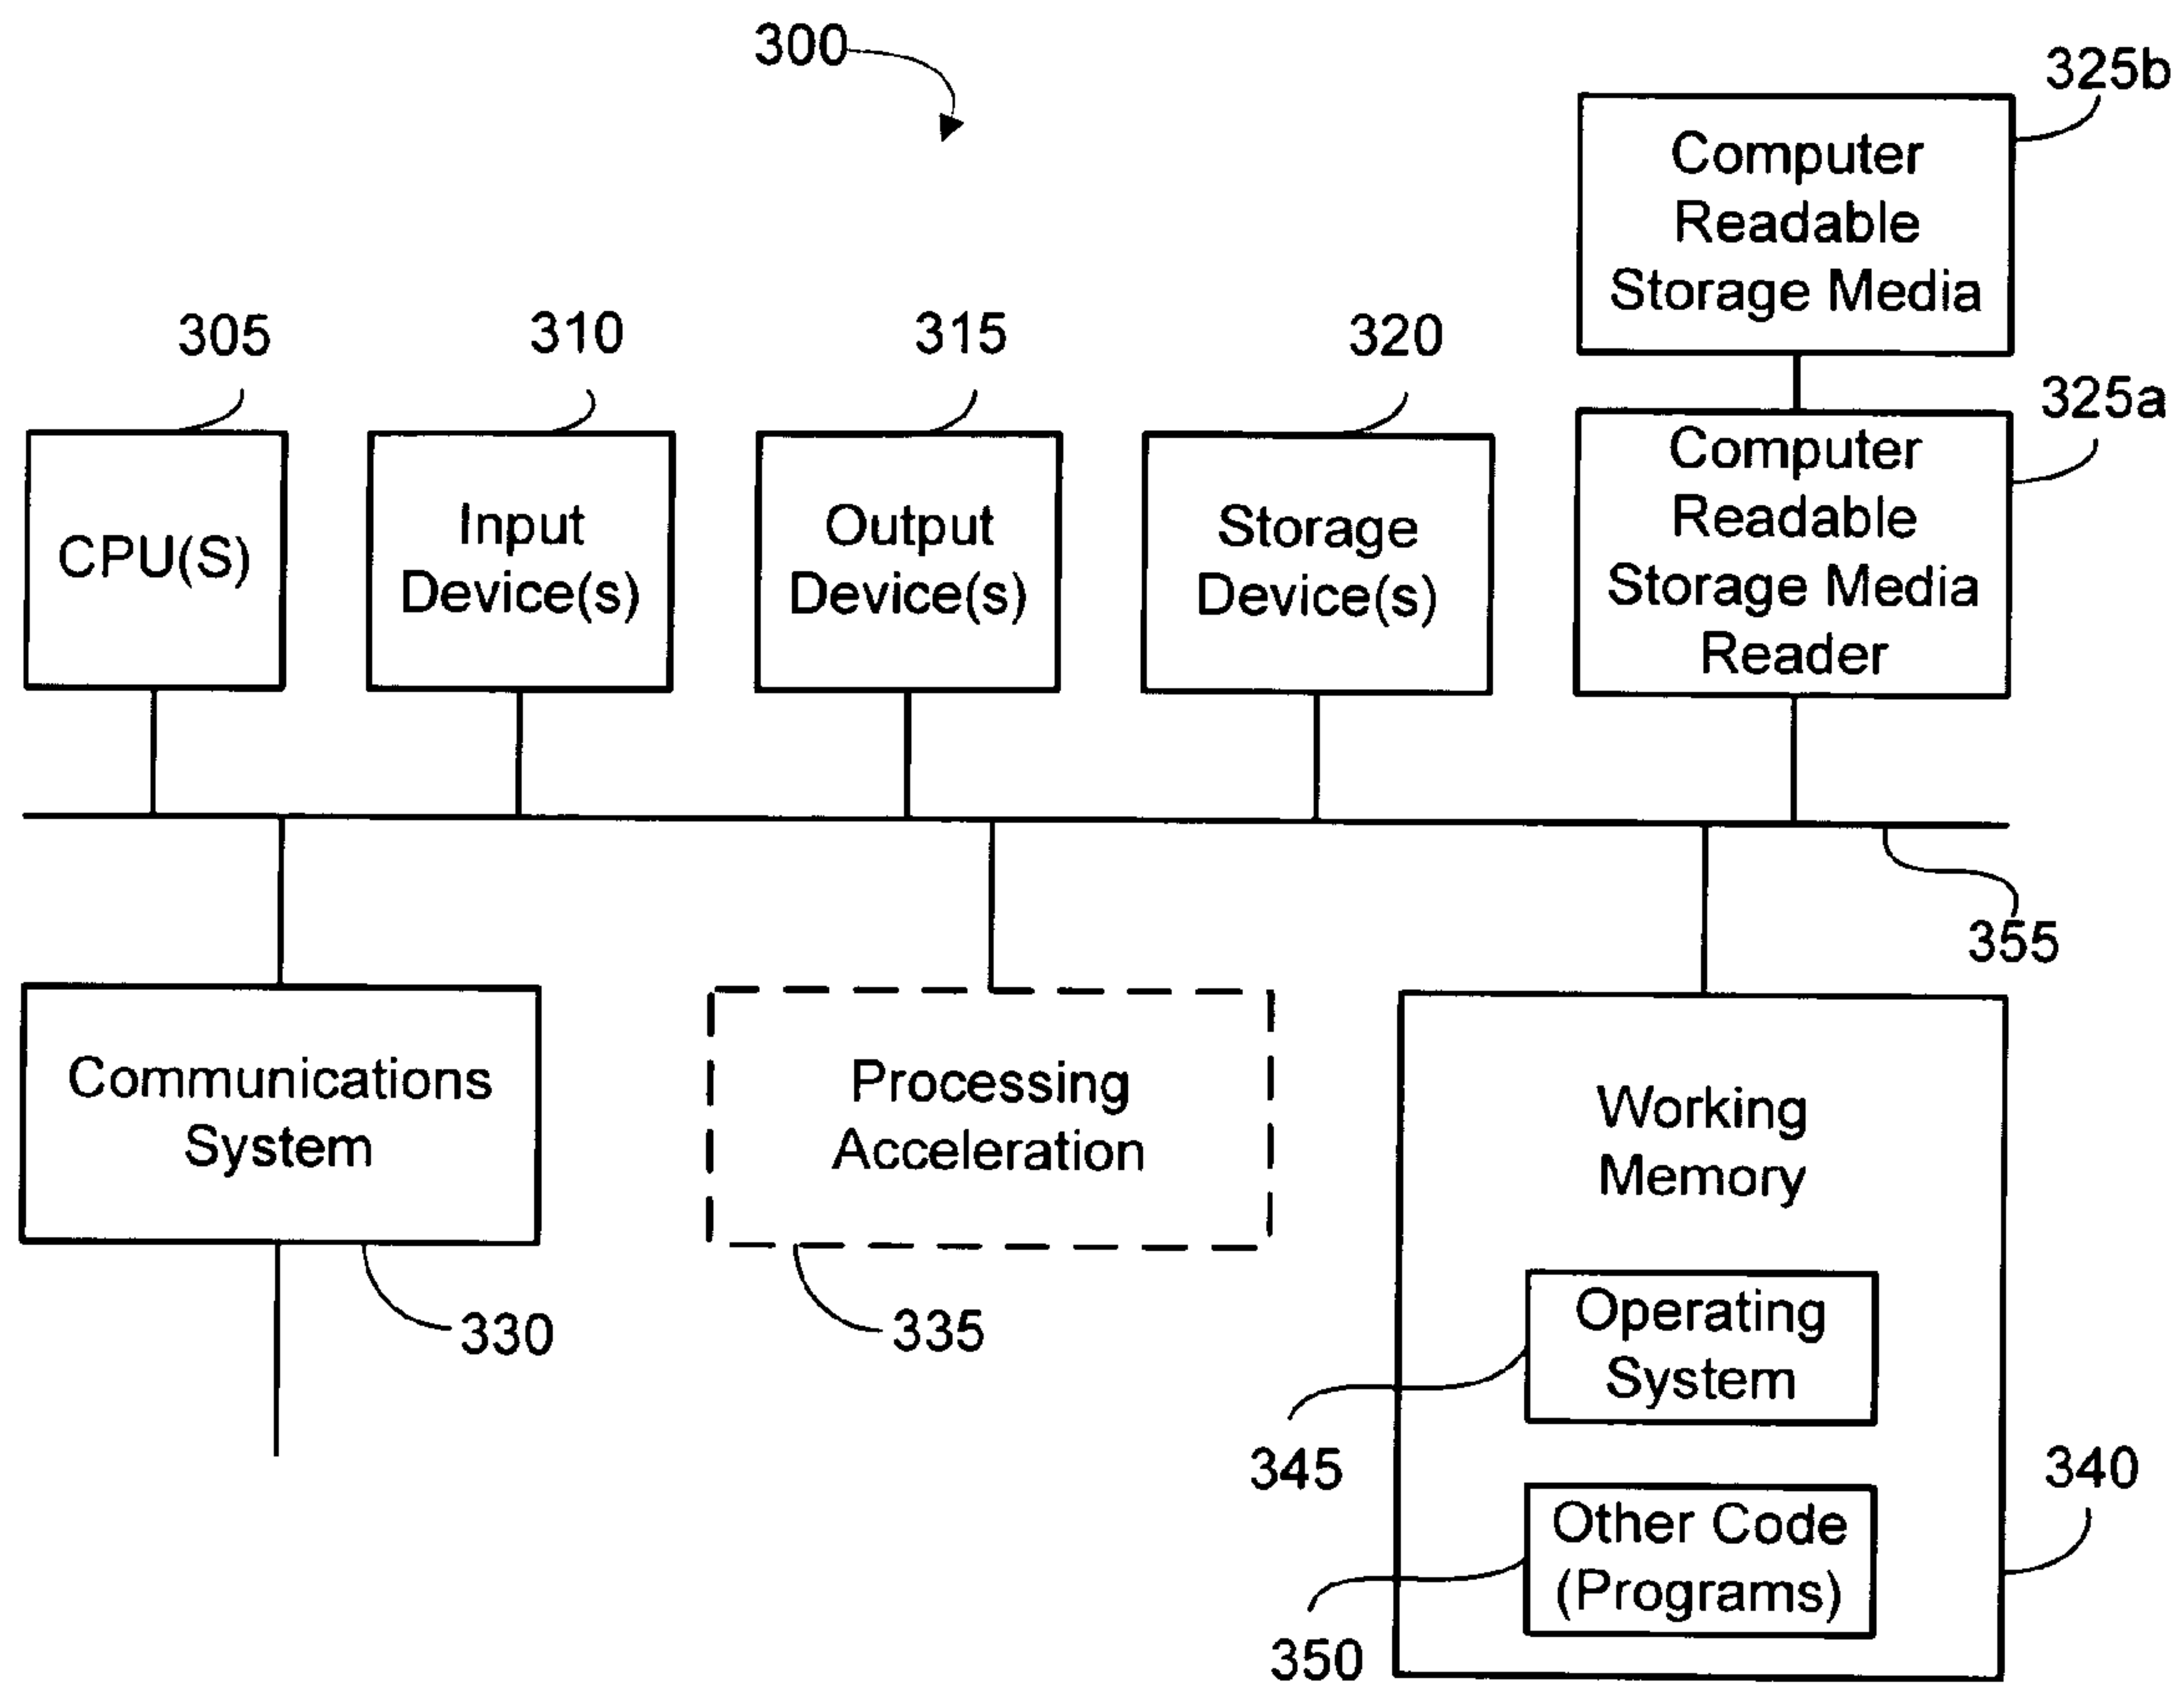 300
325b
Computer
Readable
Storage Media
305
310
315
320
325a
CPU(S)
Input
Device(s)
Output
Device(s)
Storage
Device(s)
Computer
Readable
Storage Media
Reader
355
Communications
System
330
Processing
Acceleration
335
Working
Memory
Operating
System
345
340
Other Code
(Programs)
350